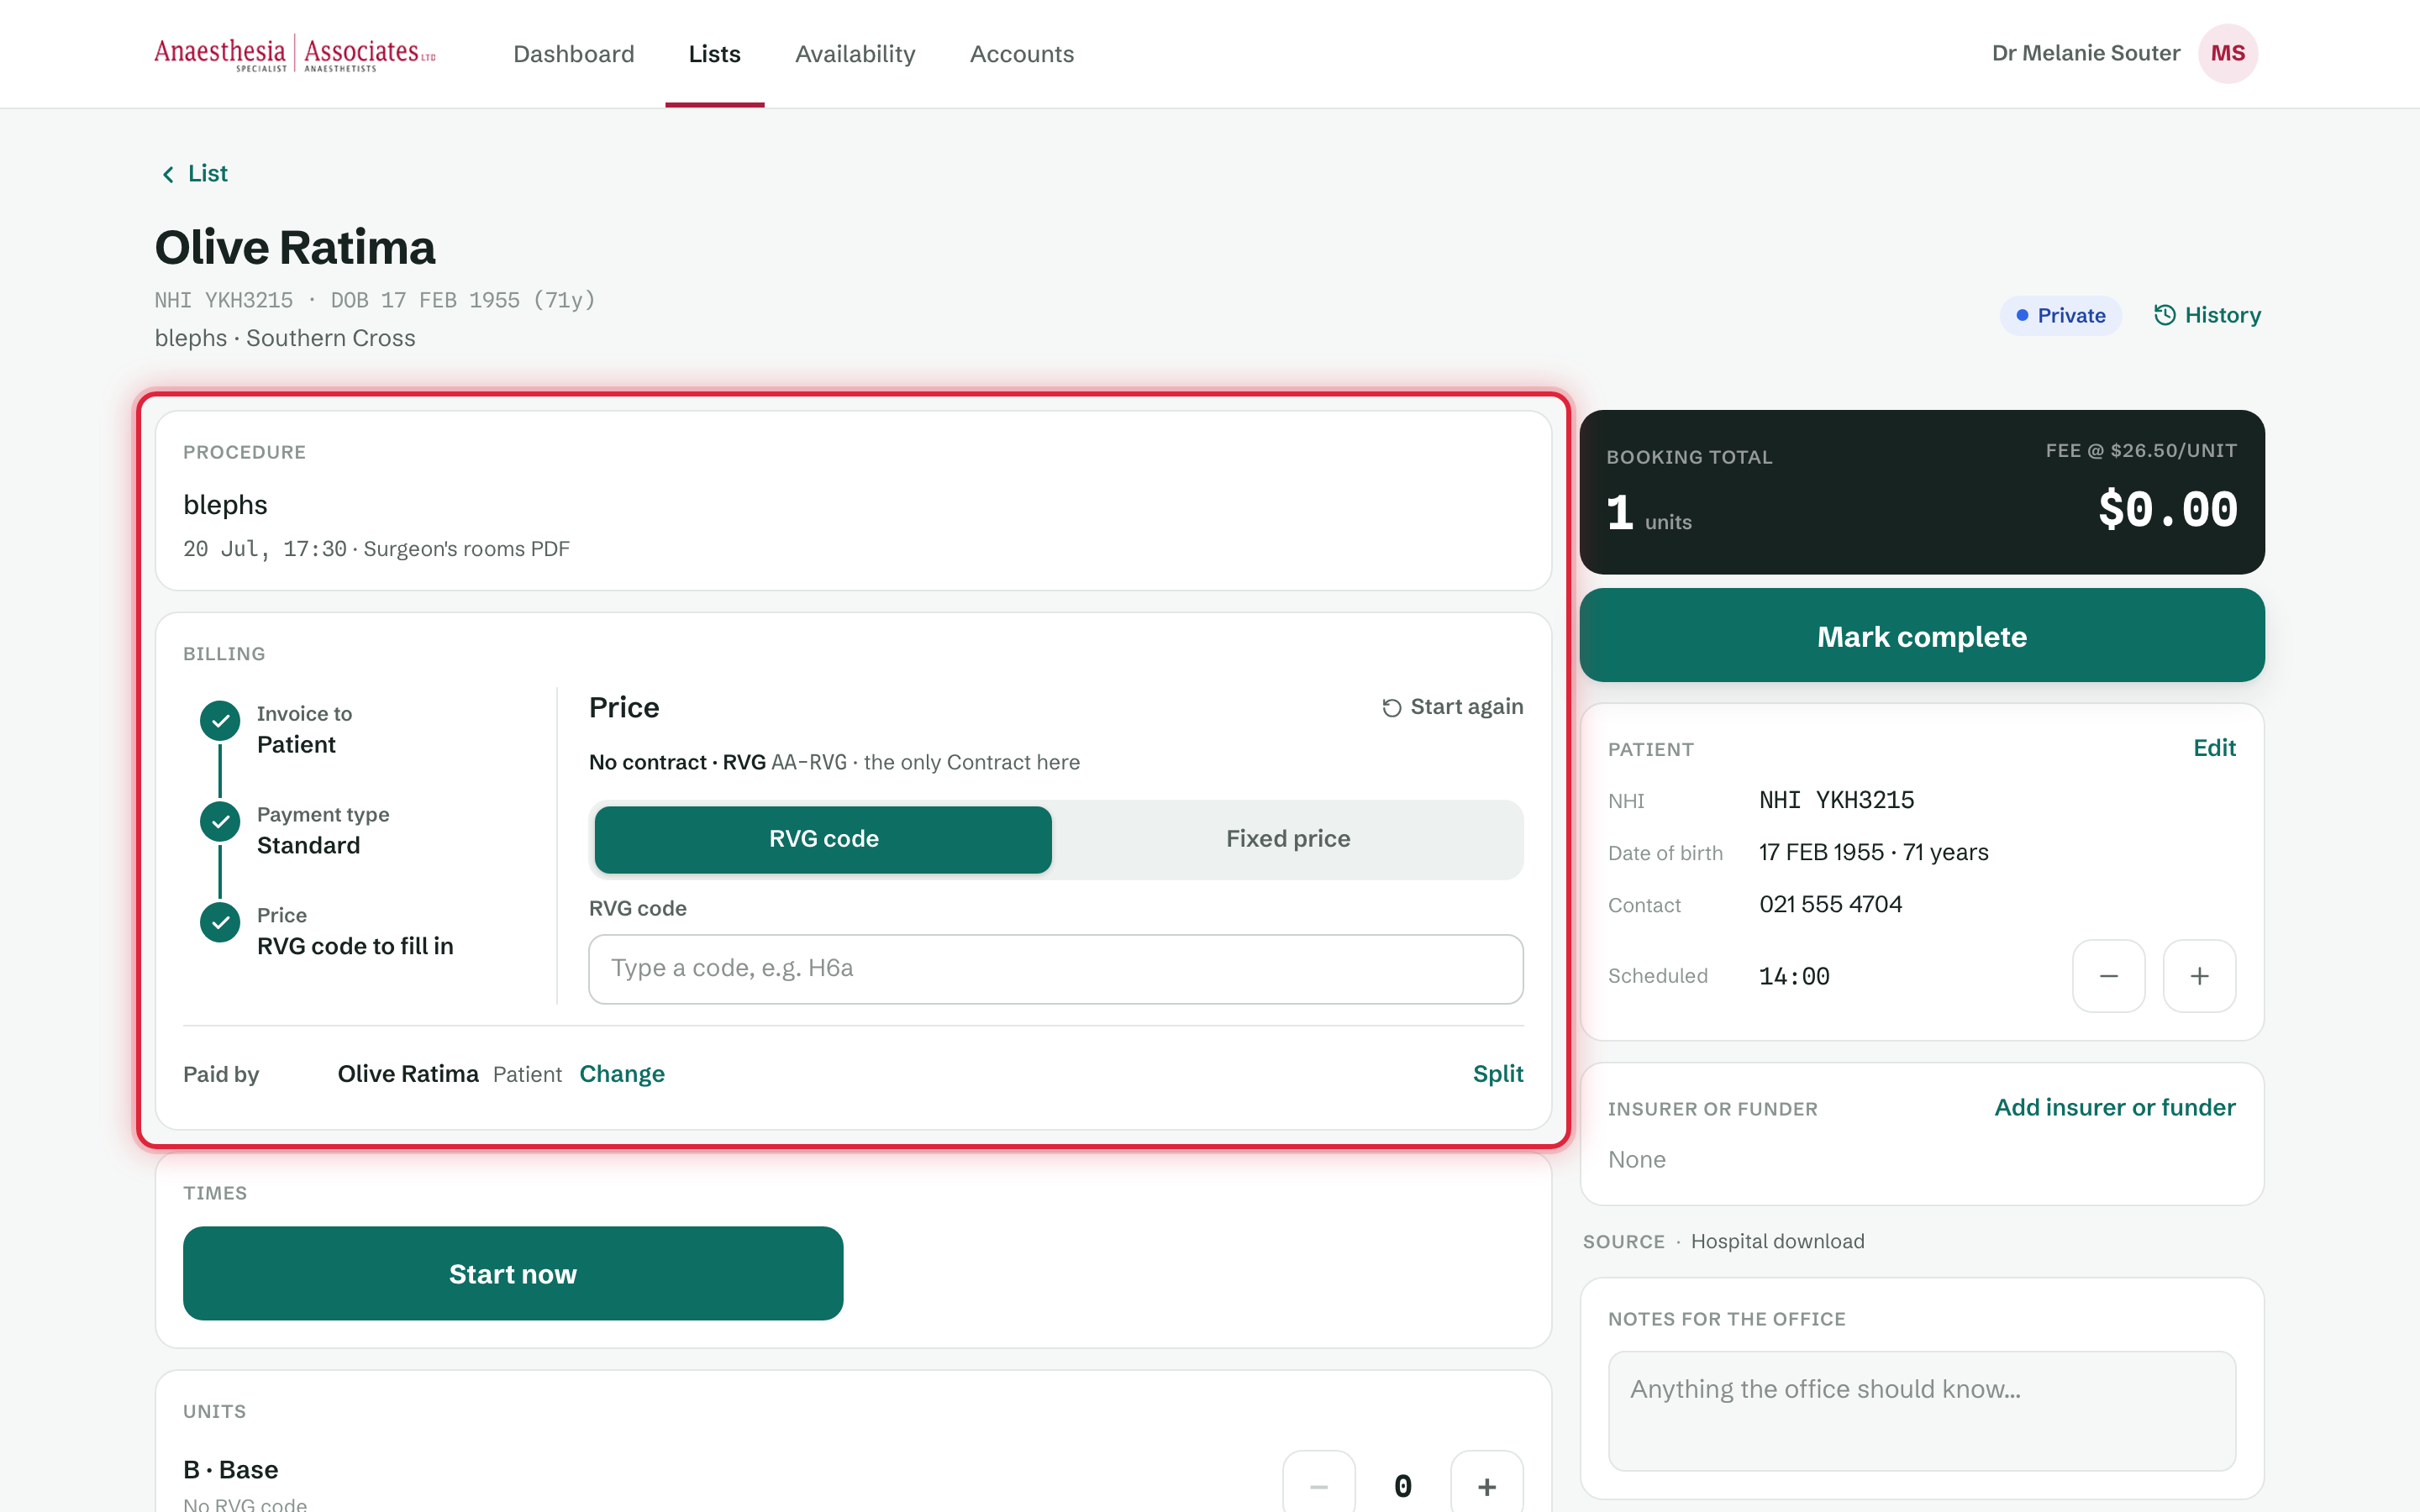 Anaesthesia | Associates LTD
SPECIALIST ANAESTHETISTS
Dashboard
Lists
Availability
Accounts
Dr Melanie Souter
MS
List
Olive Ratima
NHI YKH3215 · DOB 17 FEB 1955 (71y)
blephs · Southern Cross
Private
History
PROCEDURE
blephs
20 Jul, 17:30 · Surgeon's rooms PDF
BILLING
Invoice to
Patient
Payment type
Standard
Price
RVG code to fill in
Price
Start again
No contract · RVG AA-RVG · the only Contract here
RVG code
Fixed price
RVG code
Type a code, e.g. H6a
Paid by
Olive Ratima Patient Change
Split
TIMES
Start now
UNITS
B · Base
No RVG code
− 0 +
BOOKING TOTAL
1 units
FEE @ $26.50/UNIT
$0.00
Mark complete
PATIENT
Edit
NHI
NHI YKH3215
Date of birth
17 FEB 1955 · 71 years
Contact
021 555 4704
Scheduled
14:00
− +
INSURER OR FUNDER
Add insurer or funder
None
SOURCE · Hospital download
NOTES FOR THE OFFICE
Anything the office should know...